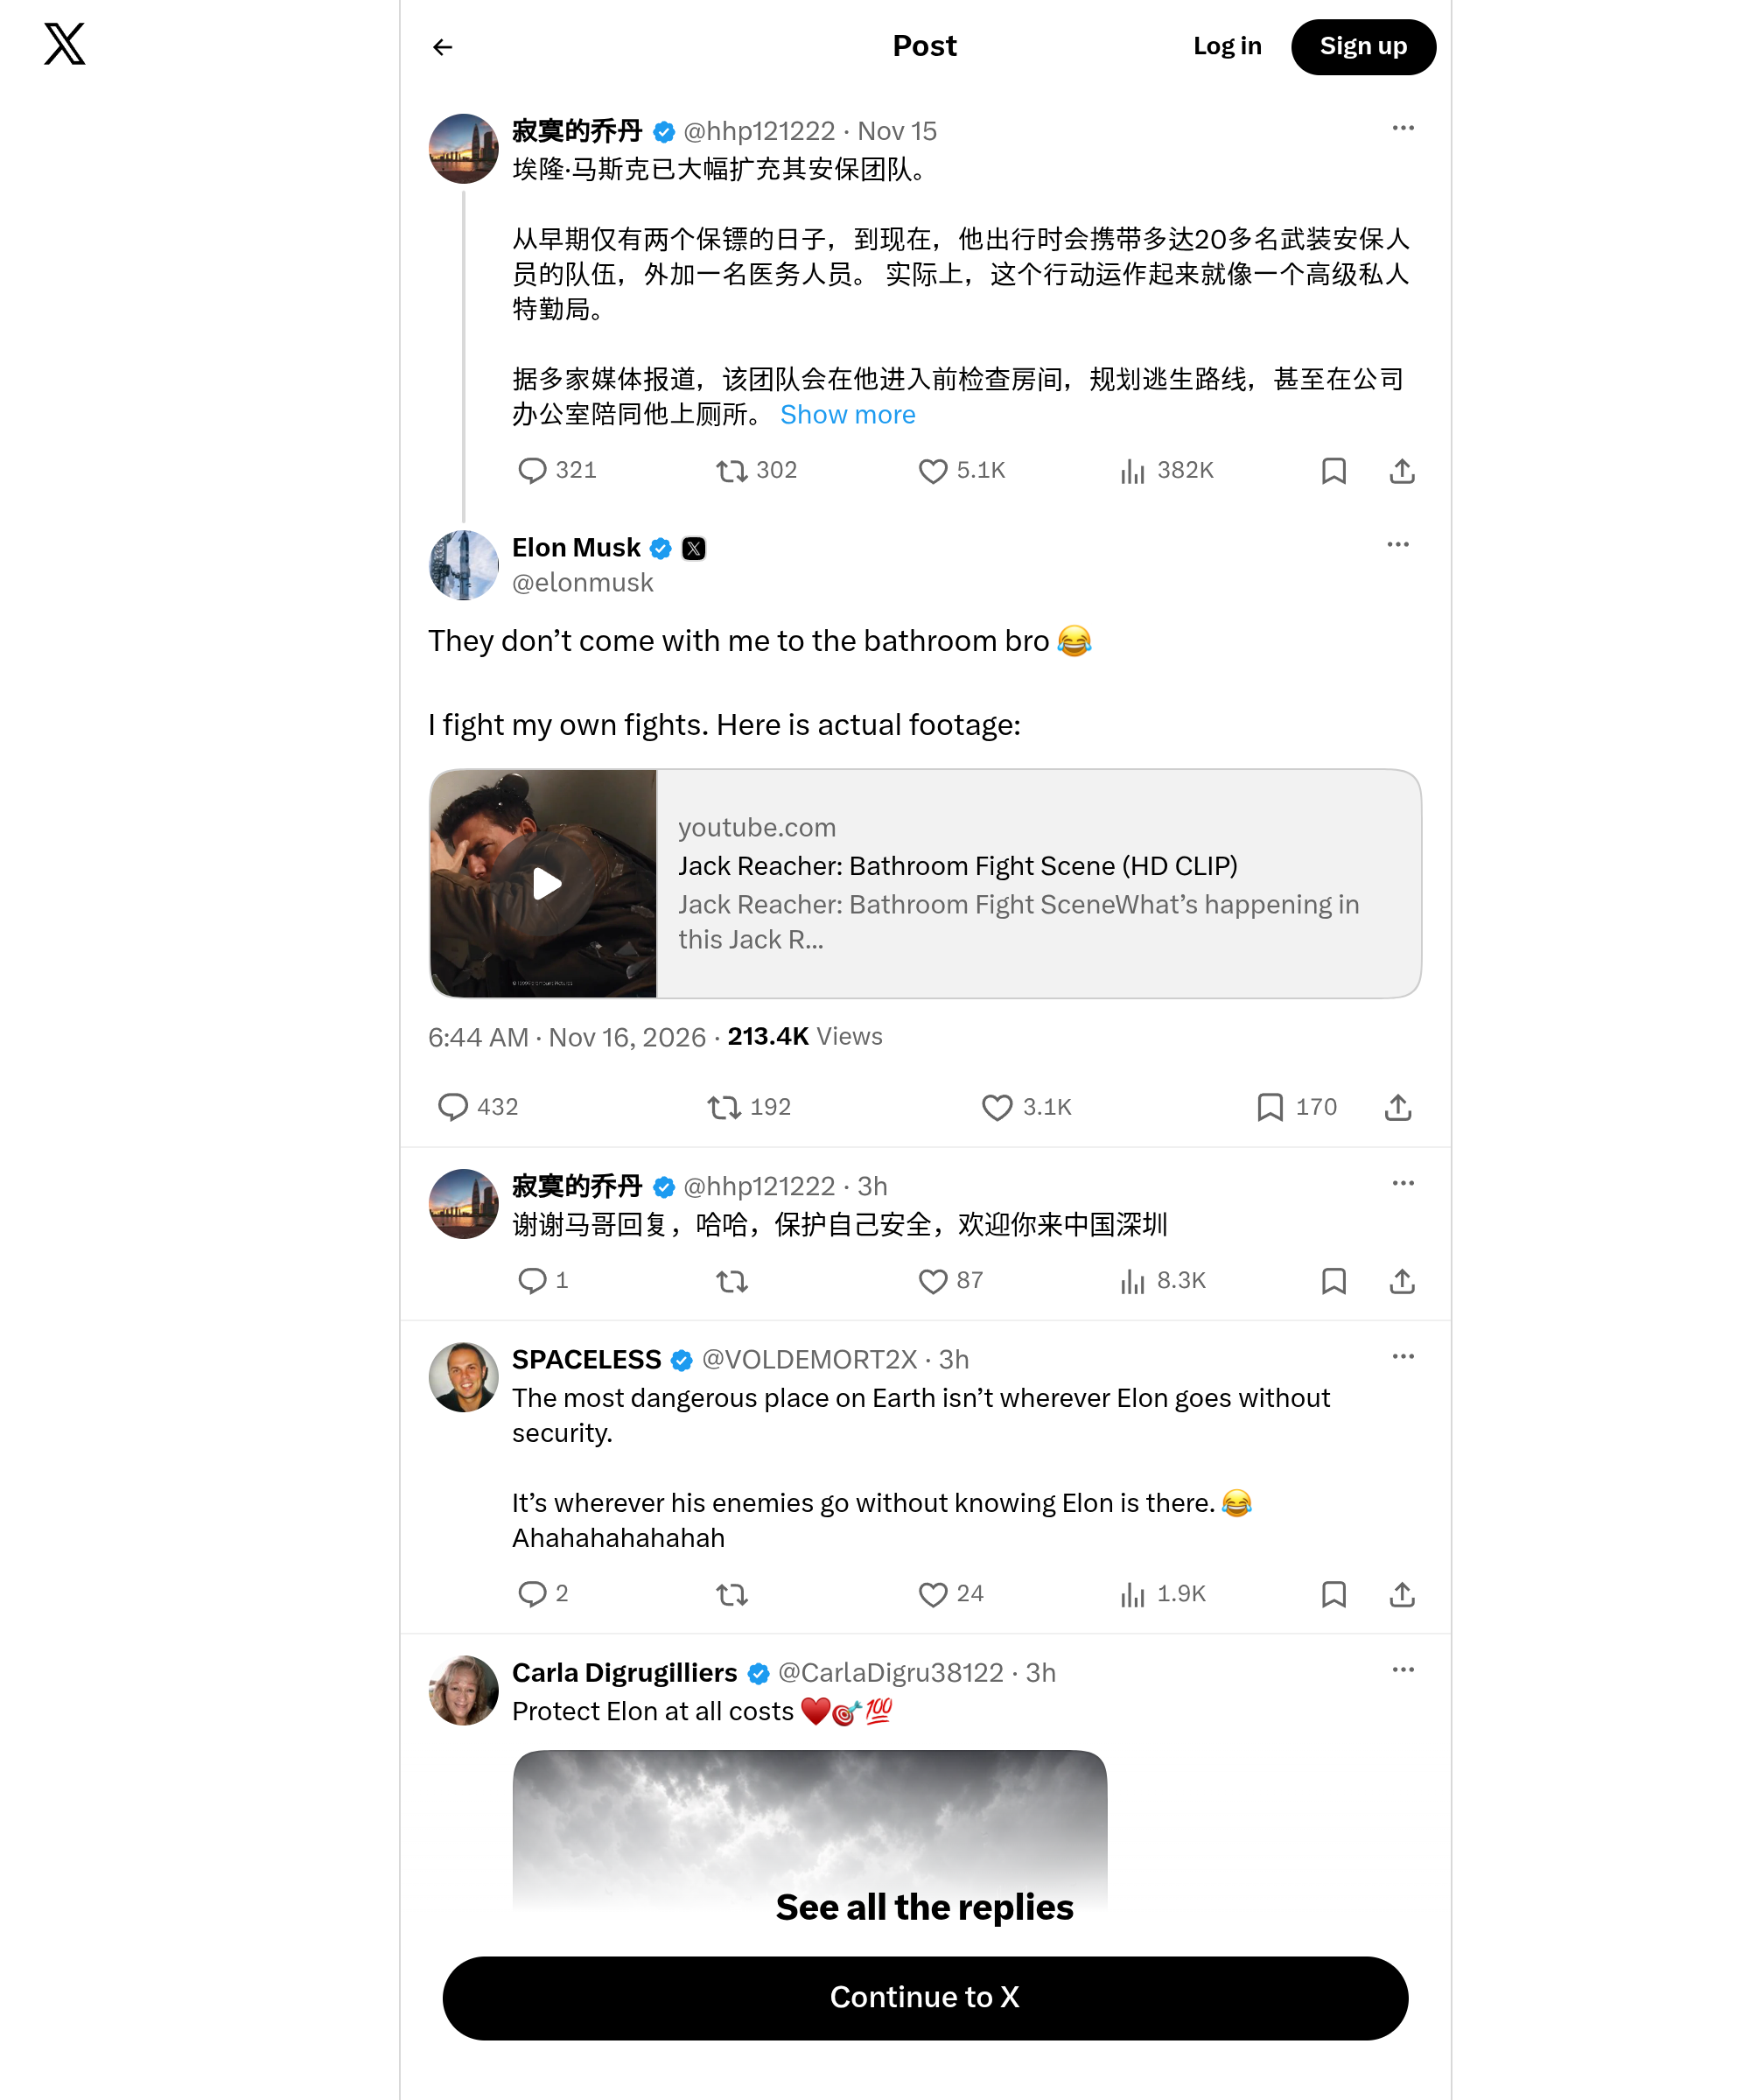 Post
Log in
Sign up
寂寞的乔丹 @hhp121222 · Nov 15
埃隆·马斯克已大幅扩充其安保团队。
从早期仅有两个保镖的日子，到现在，他出行时会携带多达20多名武装安保人
员的队伍，外加一名医务人员。 实际上，这个行动运作起来就像一个高级私人
特勤局。
据多家媒体报道，该团队会在他进入前检查房间，规划逃生路线，甚至在公司
办公室陪同他上厕所。 Show more
321 302 5.1K 382K
Elon Musk
@elonmusk
They don’t come with me to the bathroom bro 😂
I fight my own fights. Here is actual footage:
youtube.com
Jack Reacher: Bathroom Fight Scene (HD CLIP)
Jack Reacher: Bathroom Fight SceneWhat’s happening in
this Jack R...
6:44 AM · Nov 16, 2026 · 213.4K Views
432 192 3.1K 170
寂寞的乔丹 @hhp121222 · 3h
谢谢马哥回复，哈哈，保护自己安全，欢迎你来中国深圳
1 87 8.3K
SPACELESS @VOLDEMORT2X · 3h
The most dangerous place on Earth isn’t wherever Elon goes without
security.
It’s wherever his enemies go without knowing Elon is there. 😂
Ahahahahahahah
2 24 1.9K
Carla Digrugilliers @CarlaDigru38122 · 3h
Protect Elon at all costs ♥️🎯💯
See all the replies
Continue to X